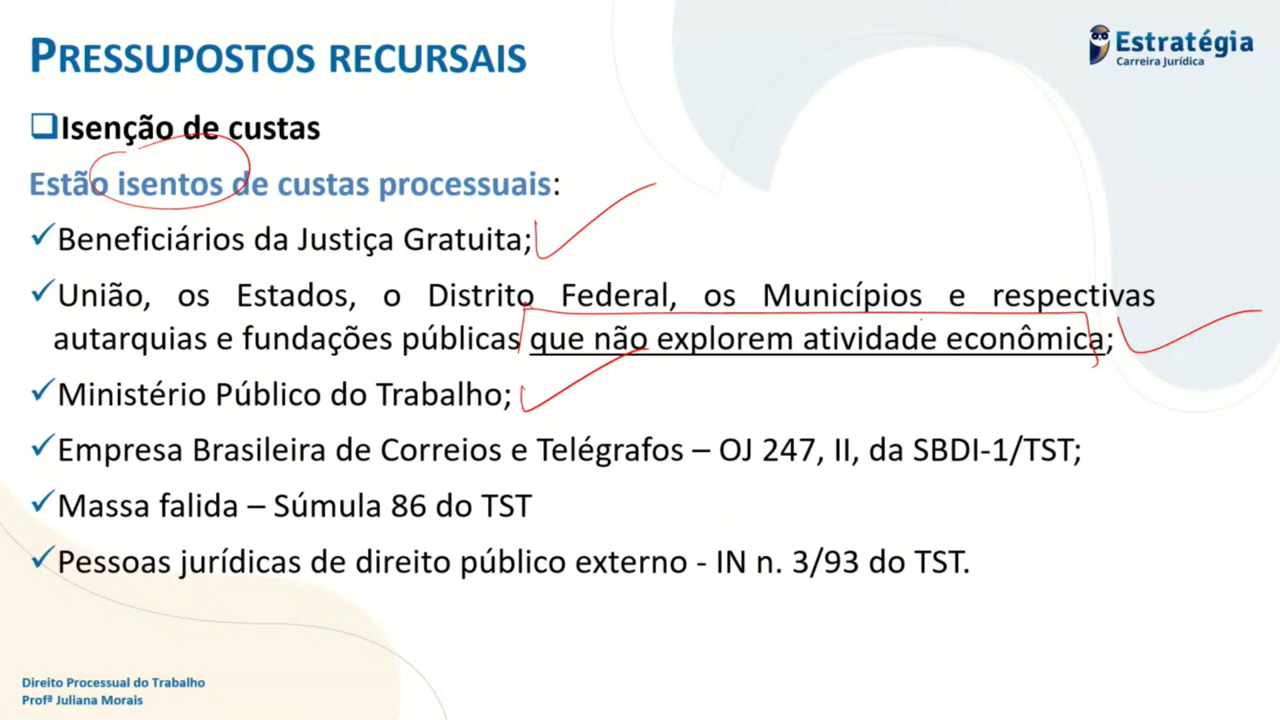 PRESSUPOSTOS RECURSAIS
Estratégia
Carreira Jurídica
Isenção de custas
Estão isentos de custas processuais:
Beneficiários da Justiça Gratuita;
União, os Estados, o Distrito Federal, os Municípios e respectivas
autarquias e fundações públicas que não explorem atividade econômica;
Ministério Público do Trabalho;
Empresa Brasileira de Correios e Telégrafos – OJ 247, II, da SBDI-1/TST;
Massa falida – Súmula 86 do TST
Pessoas jurídicas de direito público externo - IN n. 3/93 do TST.
Direito Processual do Trabalho
Profª Juliana Morais